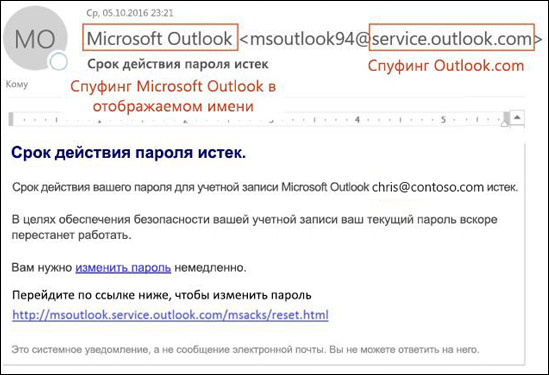 Ср, 05.10.2016 23:21
MO
Microsoft Outlook <msoutlook94@service.outlook.com>
Срок действия пароля истек
Спуфинг Outlook.com
Кому
Спуфинг Microsoft Outlook в
отображаемом имени
Срок действия пароля истек.
Срок действия вашего пароля для учетной записи Microsoft Outlook chris@contoso.com истек.
В целях обеспечения безопасности вашей учетной записи ваш текущий пароль вскоре
перестанет работать.
Вам нужно изменить пароль немедленно.
Перейдите по ссылке ниже, чтобы изменить пароль
http://msoutlook.service.outlook.com/msacks/reset.html
Это системное уведомление, а не сообщение электронной почты. Вы не можете ответить на него.